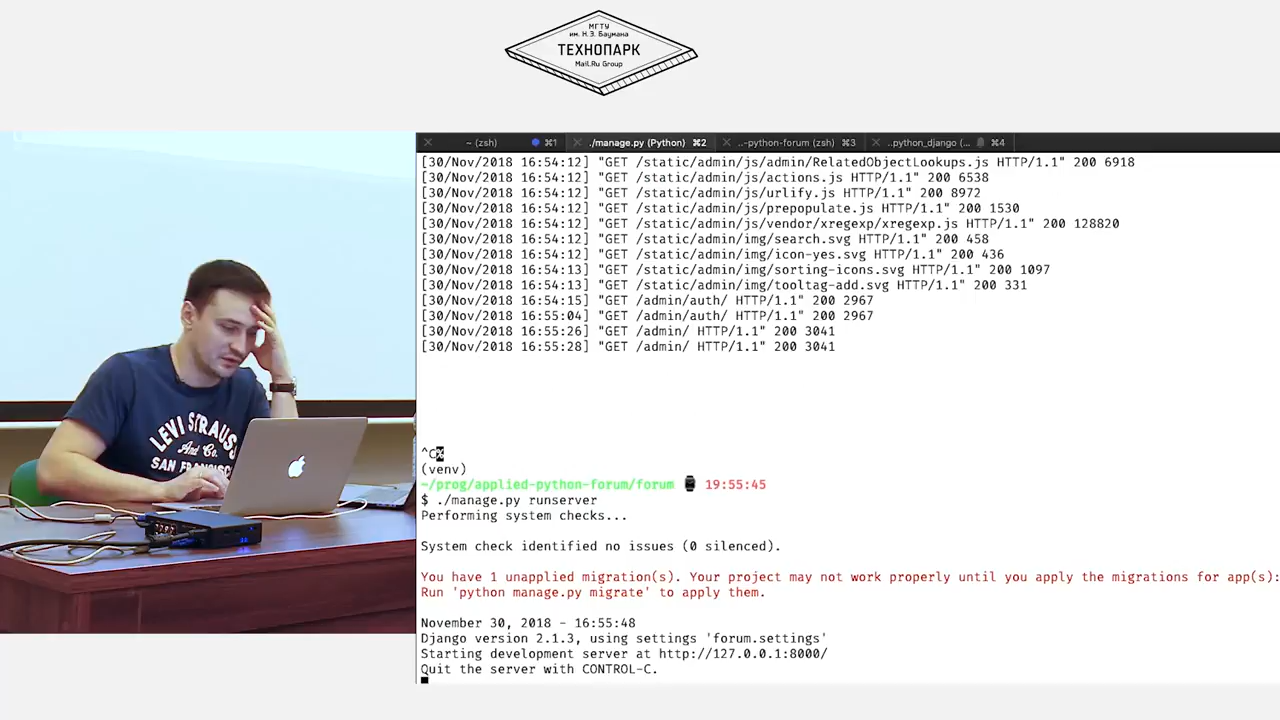 МГТУ
им. Н.Э. Баумана
ТЕХНОПАРК
Mail.Ru Group
~ (zsh) ⌘1 ./manage.py (Python) ⌘2 ..-python-forum (zsh) ⌘3 ..python_django (... ⌘4
[30/Nov/2018 16:54:12] "GET /static/admin/js/admin/RelatedObjectLookups.js HTTP/1.1" 200 6918
[30/Nov/2018 16:54:12] "GET /static/admin/js/actions.js HTTP/1.1" 200 6538
[30/Nov/2018 16:54:12] "GET /static/admin/js/urlify.js HTTP/1.1" 200 8972
[30/Nov/2018 16:54:12] "GET /static/admin/js/prepopulate.js HTTP/1.1" 200 1530
[30/Nov/2018 16:54:12] "GET /static/admin/js/vendor/xregexp/xregexp.js HTTP/1.1" 200 128820
[30/Nov/2018 16:54:12] "GET /static/admin/img/search.svg HTTP/1.1" 200 458
[30/Nov/2018 16:54:12] "GET /static/admin/img/icon-yes.svg HTTP/1.1" 200 436
[30/Nov/2018 16:54:13] "GET /static/admin/img/sorting-icons.svg HTTP/1.1" 200 1097
[30/Nov/2018 16:54:13] "GET /static/admin/img/tooltag-add.svg HTTP/1.1" 200 331
[30/Nov/2018 16:54:15] "GET /admin/auth/ HTTP/1.1" 200 2967
[30/Nov/2018 16:55:04] "GET /admin/auth/ HTTP/1.1" 200 2967
[30/Nov/2018 16:55:26] "GET /admin/ HTTP/1.1" 200 3041
[30/Nov/2018 16:55:28] "GET /admin/ HTTP/1.1" 200 3041
^C%
(venv)
~/prog/applied-python-forum/forum 19:55:45
$ ./manage.py runserver
Performing system checks...
System check identified no issues (0 silenced).
You have 1 unapplied migration(s). Your project may not work properly until you apply the migrations for app(s):
Run 'python manage.py migrate' to apply them.
November 30, 2018 - 16:55:48
Django version 2.1.3, using settings 'forum.settings'
Starting development server at http://127.0.0.1:8000/
Quit the server with CONTROL-C.
LEVI STRAUSS
And Co.
SAN FRANCISCO